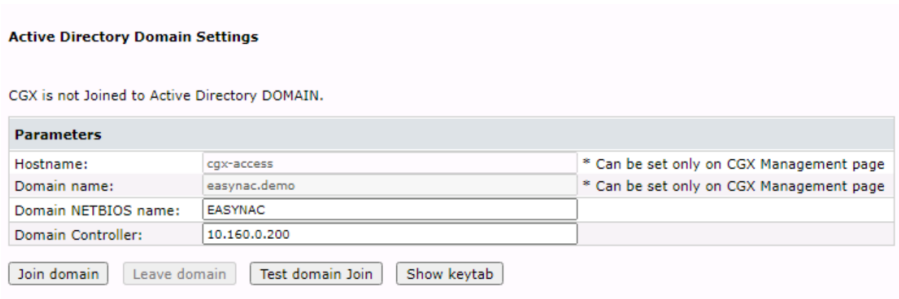 Active Directory Domain Settings
CGX is not Joined to Active Directory DOMAIN.
Parameters
Hostname: cgx-access * Can be set only on CGX Management page
Domain name: easynac.demo * Can be set only on CGX Management page
Domain NETBIOS name: EASYNAC
Domain Controller: 10.160.0.200
Join domain Leave domain Test domain Join Show keytab